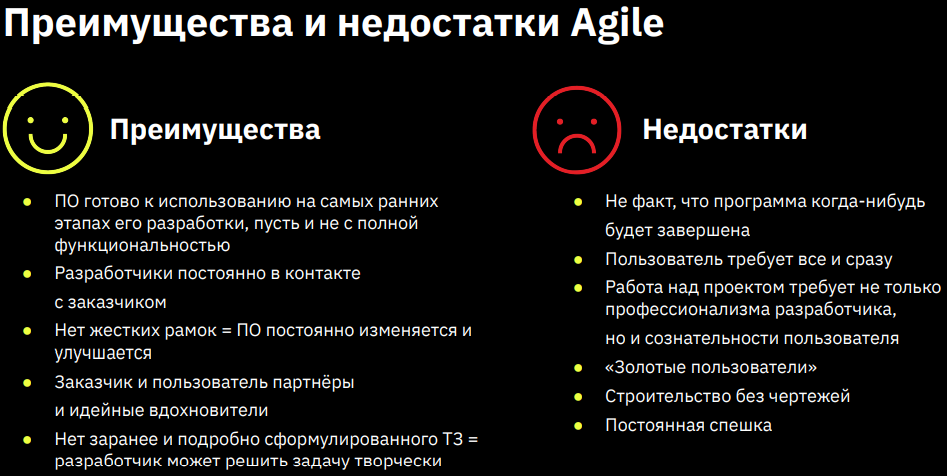 Преимущества и недостатки Agile
Преимущества
ПО готово к использованию на самых ранних
этапах его разработки, пусть и не с полной
функциональностью
Разработчики постоянно в контакте
с заказчиком
Нет жестких рамок = ПО постоянно изменяется и
улучшается
Заказчик и пользователь партнёры
и идейные вдохновители
Нет заранее и подробно сформулированного ТЗ =
разработчик может решить задачу творчески
Недостатки
Не факт, что программа когда-нибудь
будет завершена
Пользователь требует все и сразу
Работа над проектом требует не только
профессионализма разработчика,
но и сознательности пользователя
«Золотые пользователи»
Строительство без чертежей
Постоянная спешка